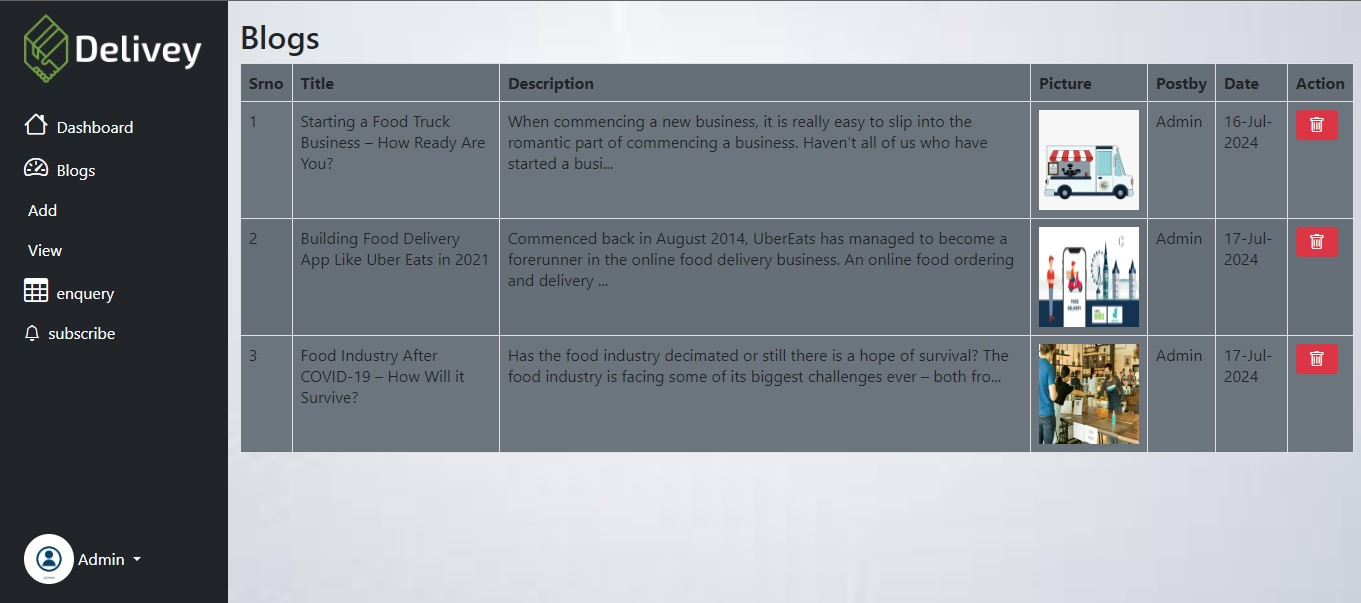 Delivey
Dashboard
Blogs
Add
View
enquery
subscribe
Admin
Blogs
Srno Title Description Picture Postby Date Action
1 Starting a Food Truck When commencing a new business, it is really easy to slip into the Admin 16-Jul-
Business – How Ready Are romantic part of commencing a business. Haven’t all of us who have 2024
You? started a busi...
2 Building Food Delivery Commenced back in August 2014, UberEats has managed to become a Admin 17-Jul-
App Like Uber Eats in 2021 forerunner in the online food delivery business. An online food ordering 2024
and delivery ...
FOOD
DELIVERY
3 Food Industry After Has the food industry decimated or still there is a hope of survival? The Admin 17-Jul-
COVID-19 – How Will it food industry is facing some of its biggest challenges ever – both fro... 2024
Survive?